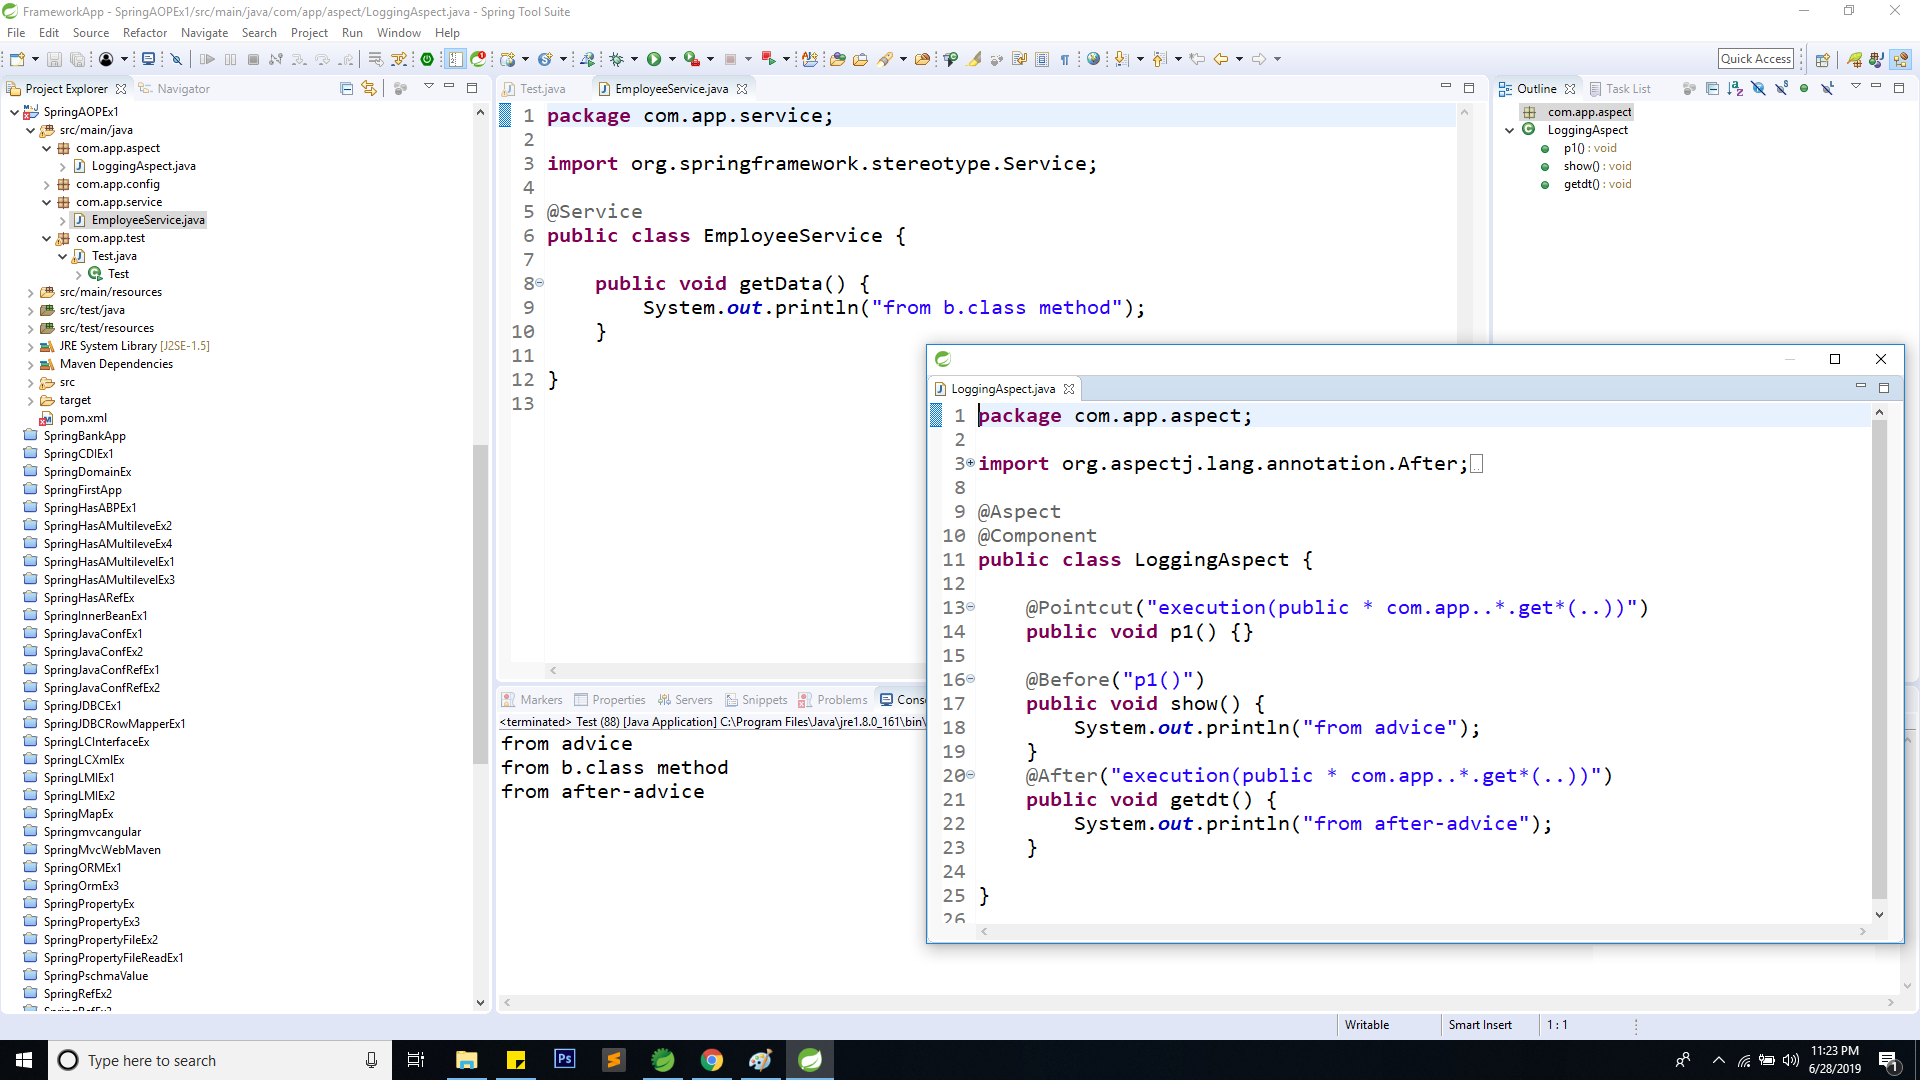 FrameworkApp - SpringAOPEx1/src/main/java/com/app/aspect/LoggingAspect.java - Spring Tool Suite
File Edit Source Refactor Navigate Search Project Run Window Help
Quick Access
Project Explorer Navigator
SpringAOPEx1
src/main/java
com.app.aspect
LoggingAspect.java
com.app.config
com.app.service
EmployeeService.java
com.app.test
Test.java
Test
src/main/resources
src/test/java
src/test/resources
JRE System Library [J2SE-1.5]
Maven Dependencies
src
target
pom.xml
SpringBankApp
SpringCDIEx1
SpringDomainEx
SpringFirstApp
SpringHasABPEx1
SpringHasAMultileveEx2
SpringHasAMultileveEx4
SpringHasAMultilevelEx1
SpringHasAMultilevelEx3
SpringHasARefEx
SpringInnerBeanEx1
SpringJavaConfEx1
SpringJavaConfEx2
SpringJavaConfRefEx1
SpringJavaConfRefEx2
SpringJDBCEx1
SpringJDBCRowMapperEx1
SpringLCInterfaceEx
SpringLCXmlEx
SpringLMIEx1
SpringLMIEx2
SpringMapEx
Springmvcangular
SpringMvcWebMaven
SpringORMEx1
SpringOrmEx3
SpringPropertyEx
SpringPropertyEx3
SpringPropertyFileEx2
SpringPropertyFileReadEx1
SpringPschmaValue
SpringRefEx2
Test.java EmployeeService.java
1 package com.app.service;
2
3 import org.springframework.stereotype.Service;
4
5 @Service
6 public class EmployeeService {
7
8 public void getData() {
9 System.out.println("from b.class method");
10 }
11
12 }
13
Outline Task List
com.app.aspect
LoggingAspect
p1() : void
show() : void
getdt() : void
LoggingAspect.java
1 package com.app.aspect;
2
3 import org.aspectj.lang.annotation.After;
8
9 @Aspect
10 @Component
11 public class LoggingAspect {
12
13 @Pointcut("execution(public * com.app..*.get*(..))")
14 public void p1() {}
15
16 @Before("p1()")
17 public void show() {
18 System.out.println("from advice");
19 }
20 @After("execution(public * com.app..*.get*(..))")
21 public void getdt() {
22 System.out.println("from after-advice");
23 }
24
25 }
26
Markers Properties Servers Snippets Problems Cons
<terminated> Test (88) [Java Application] C:\Program Files\Java\jre1.8.0_161\bin\
from advice
from b.class method
from after-advice
Writable Smart Insert 1 : 1
Type here to search
Ps
11:23 PM
6/28/2019
1